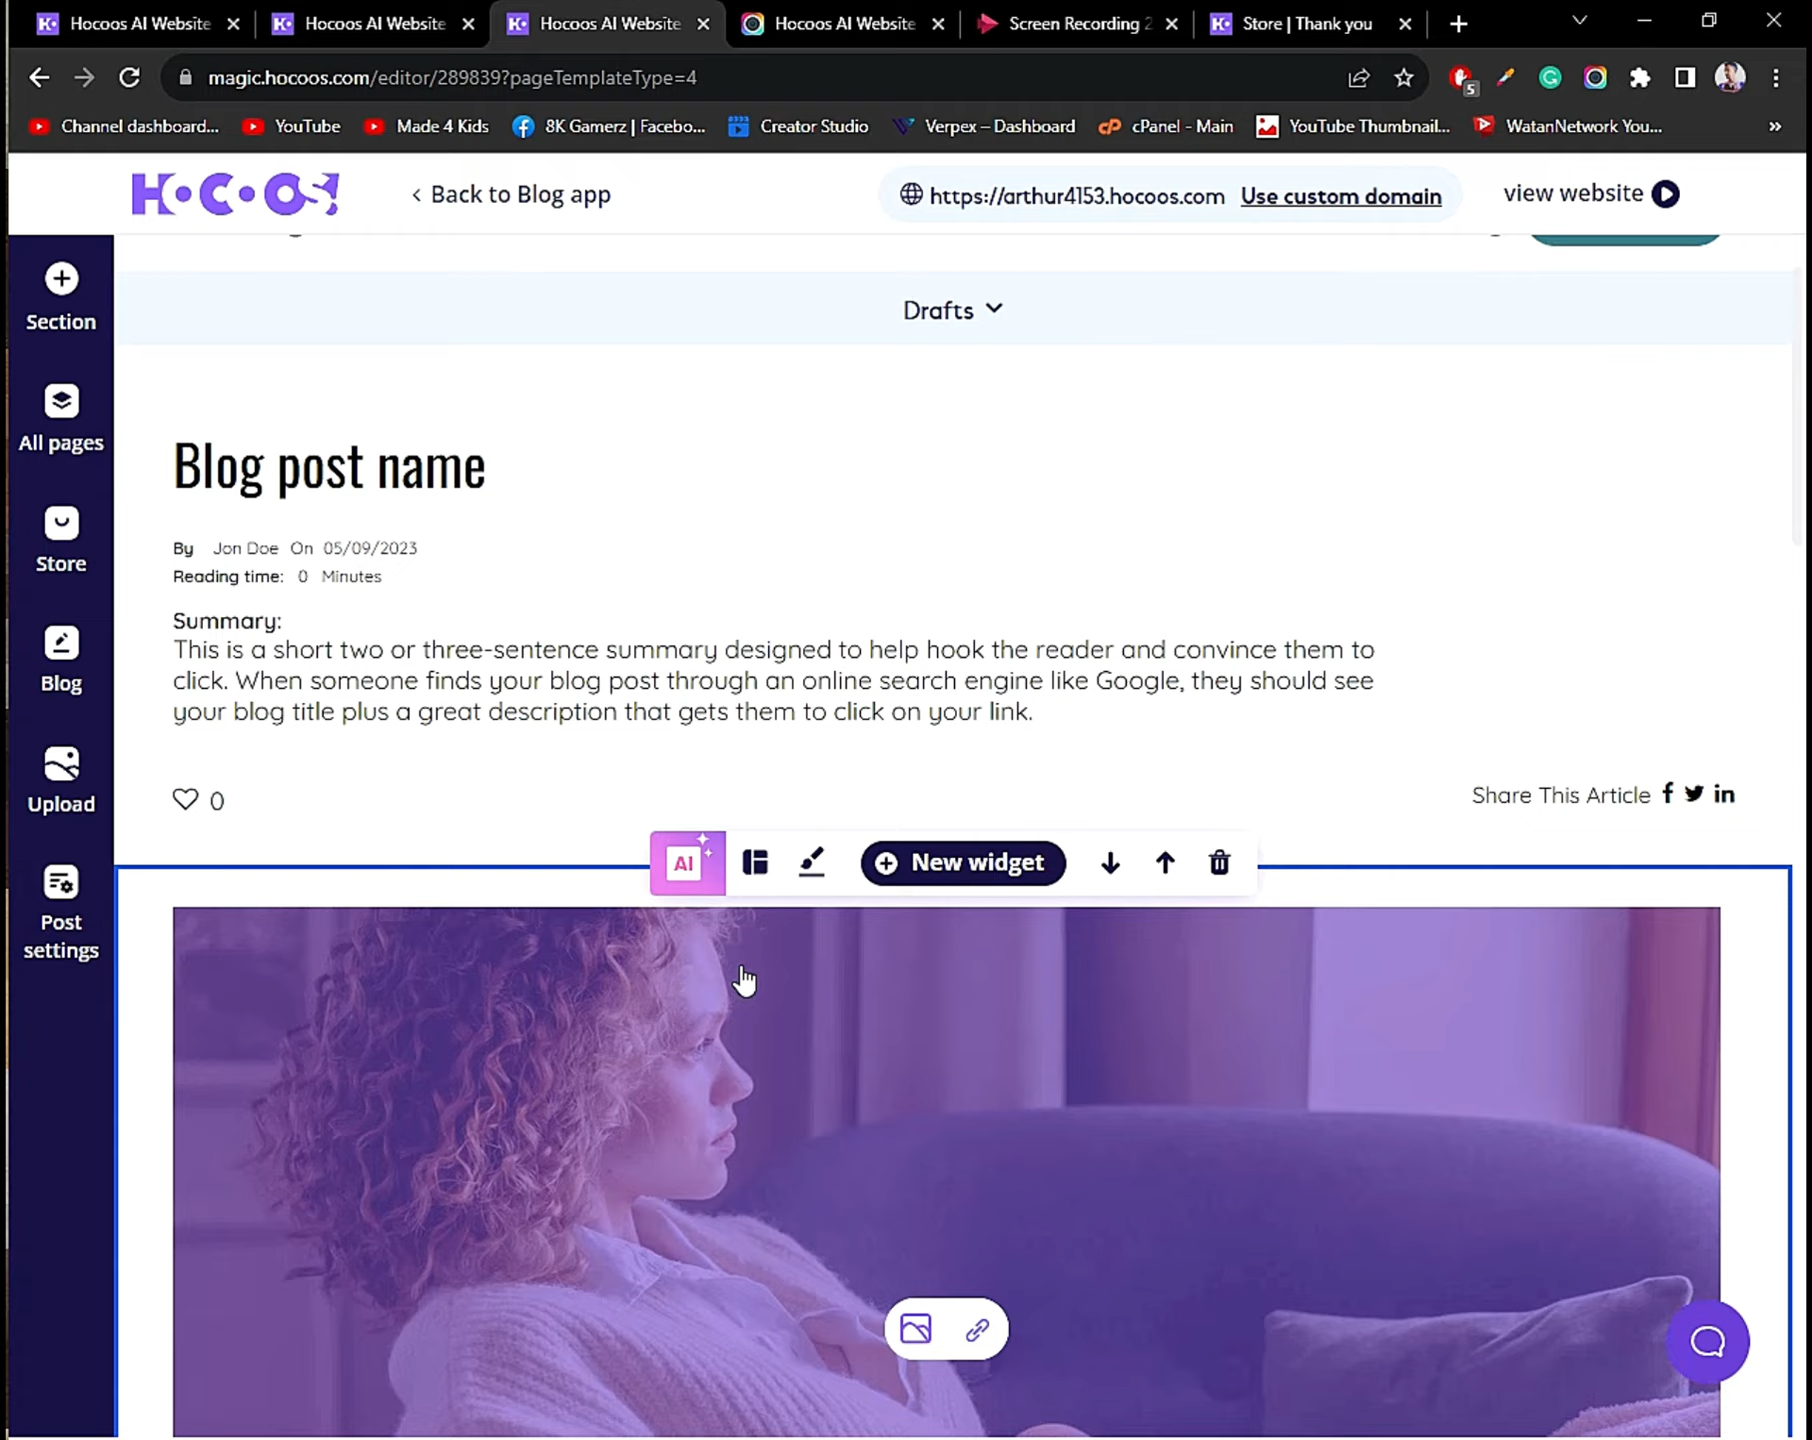 Hocoos AI Website
Hocoos AI Website
Hocoos AI Website
Hocoos AI Website
Screen Recording 2
Store | Thank you
magic.hocoos.com/editor/289839?pageTemplateType=4
5
Channel dashboard...
YouTube
Made 4 Kids
8K Gamerz | Facebo...
Creator Studio
Verpex – Dashboard
cPanel - Main
YouTube Thumbnail...
WatanNetwork You...
HOCOOS
Back to Blog app
https://arthur4153.hocoos.com
Use custom domain
view website
Section
All pages
Store
Blog
Upload
Post
settings
Drafts
Blog post name
By Jon Doe On 05/09/2023
Reading time: 0 Minutes
Summary:
This is a short two or three-sentence summary designed to help hook the reader and convince them to
click. When someone finds your blog post through an online search engine like Google, they should see
your blog title plus a great description that gets them to click on your link.
0
Share This Article
AI
New widget